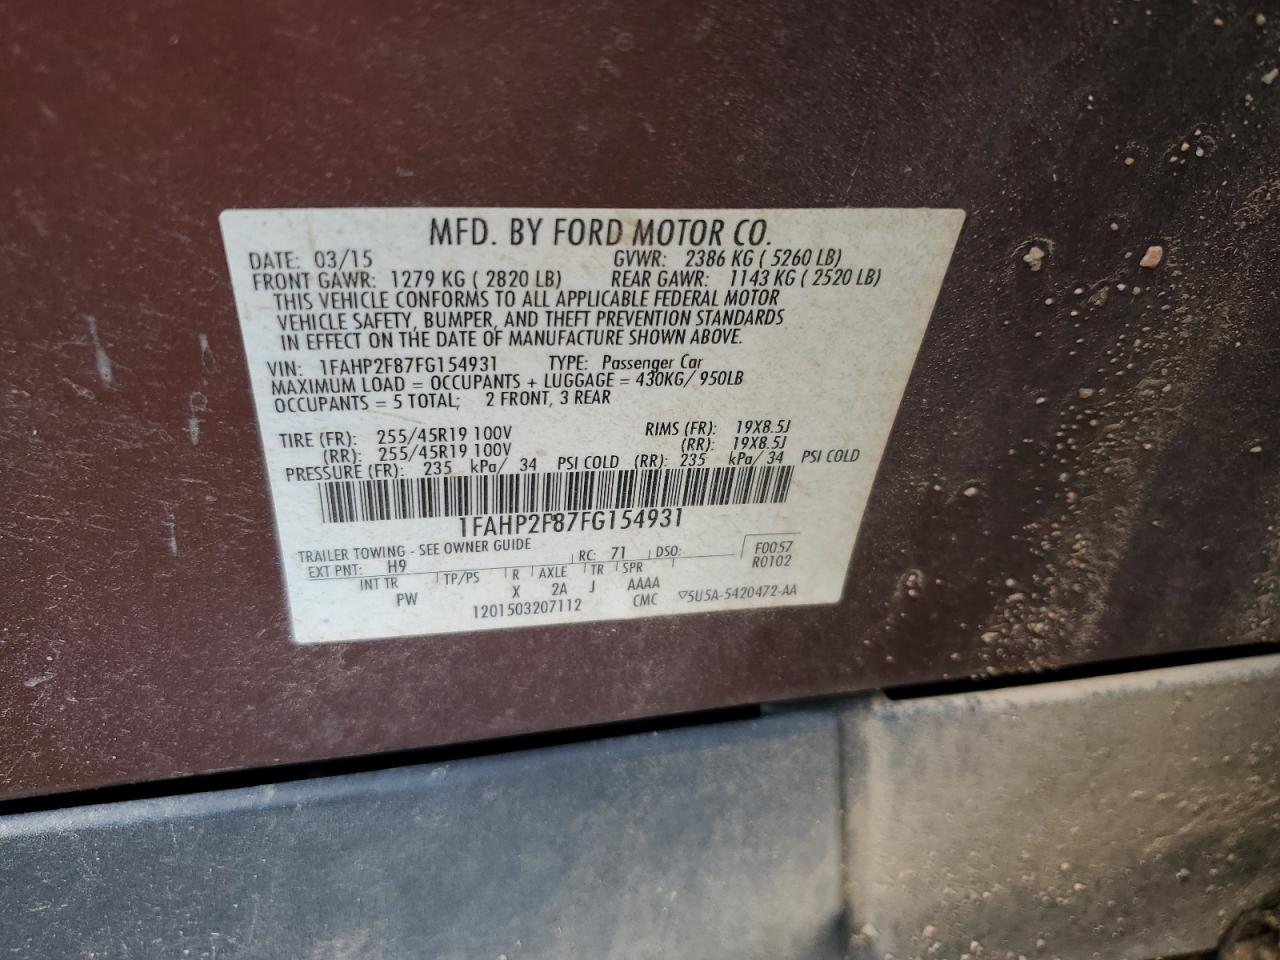 MFD. BY FORD MOTOR CO.
DATE: 03/15 GVWR: 2386 KG ( 5260 LB)
FRONT GAWR: 1279 KG ( 2820 LB) REAR GAWR: 1143 KG ( 2520 LB)
THIS VEHICLE CONFORMS TO ALL APPLICABLE FEDERAL MOTOR
VEHICLE SAFETY, BUMPER, AND THEFT PREVENTION STANDARDS
IN EFFECT ON THE DATE OF MANUFACTURE SHOWN ABOVE.
VIN: 1FAHP2F87FG154931 TYPE: Passenger Car
MAXIMUM LOAD = OCCUPANTS + LUGGAGE = 430KG/ 950LB
OCCUPANTS = 5 TOTAL; 2 FRONT, 3 REAR
TIRE (FR): 255/45R19 100V RIMS (FR): 19X8.5J
(RR): 255/45R19 100V (RR): 19X8.5J
PRESSURE (FR): 235 kPa/ 34 PSI COLD (RR): 235 kPa/ 34 PSI COLD
1FAHP2F87FG154931
TRAILER TOWING - SEE OWNER GUIDE
EXT PNT: H9 RC: 71 DSO: F0057
R0102
INT TR TP/PS R AXLE TR SPR
PW X 2A J AAAA
1201503207112 CMC ▽5U5A-5420472-AA